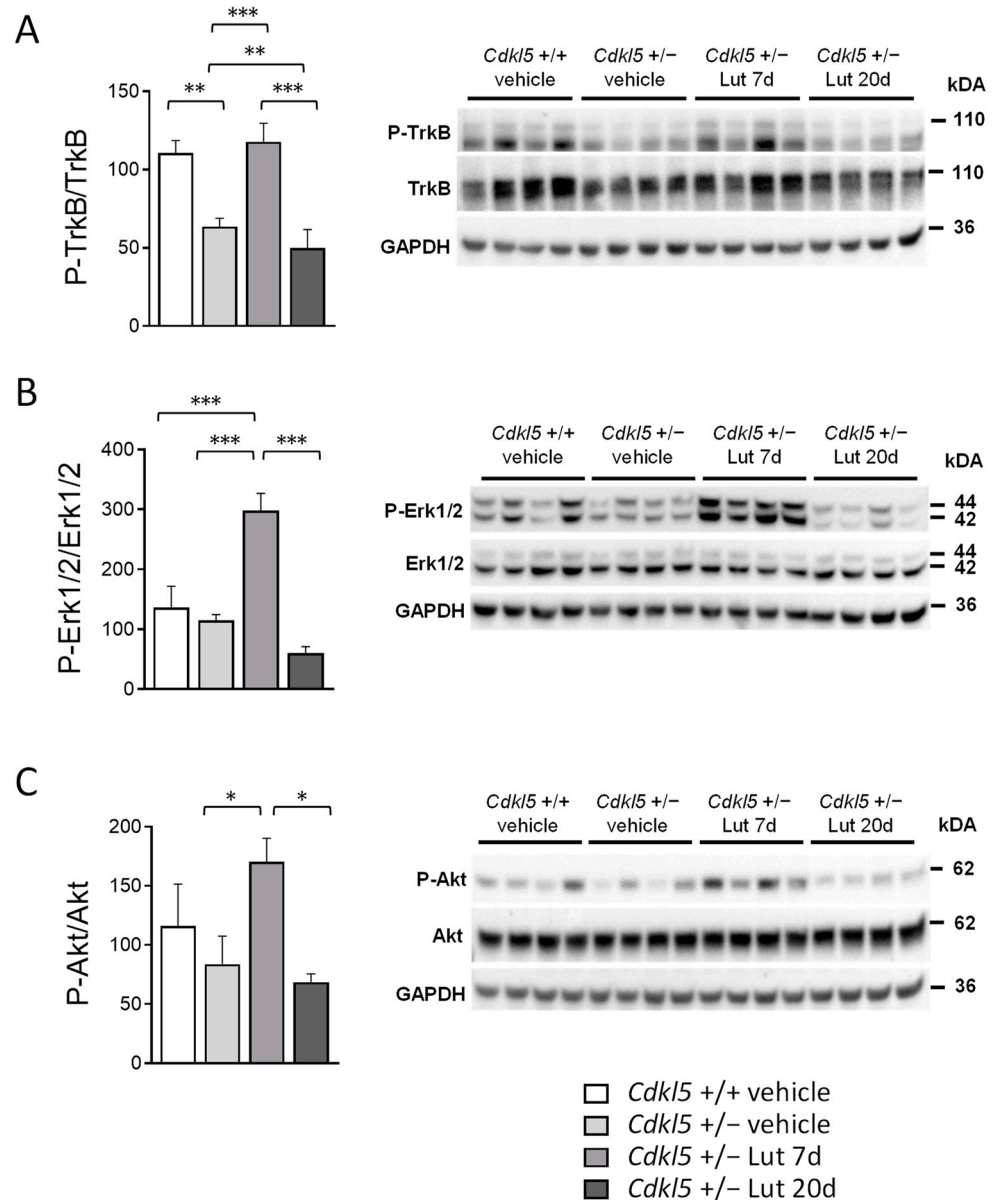 A
***
**
** ***
150
100
50
0
P-TrkB/TrkB
Cdkl5 +/+ Cdkl5 +/− Cdkl5 +/− Cdkl5 +/−
vehicle vehicle Lut 7d Lut 20d
kDA
P-TrkB
110
TrkB
110
GAPDH
36
B
***
*** ***
400
300
200
100
0
P-Erk1/2/Erk1/2
Cdkl5 +/+ Cdkl5 +/− Cdkl5 +/− Cdkl5 +/−
vehicle vehicle Lut 7d Lut 20d
kDA
P-Erk1/2
44
42
Erk1/2
44
42
GAPDH
36
C
* *
200
150
100
50
0
P-Akt/Akt
Cdkl5 +/+ Cdkl5 +/− Cdkl5 +/− Cdkl5 +/−
vehicle vehicle Lut 7d Lut 20d
kDA
P-Akt
62
Akt
62
GAPDH
36
Cdkl5 +/+ vehicle
Cdkl5 +/− vehicle
Cdkl5 +/− Lut 7d
Cdkl5 +/− Lut 20d